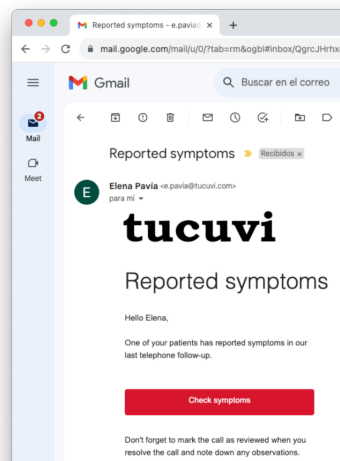 Reported symptoms - e.pavia@
mail.google.com/mail/u/0/?tab=rm&ogbl#inbox/QgrcJHrhx
Gmail
Buscar en el correo
2
Mail
Meet
Reported symptoms
Recibidos x
E
Elena Pavía <e.pavia@tucuvi.com>
para mí
tucuvi
Reported symptoms
Hello Elena,
One of your patients has reported symptoms in our
last telephone follow-up.
Check symptoms
Don't forget to mark the call as reviewed when you
resolve the call and note down any observations.